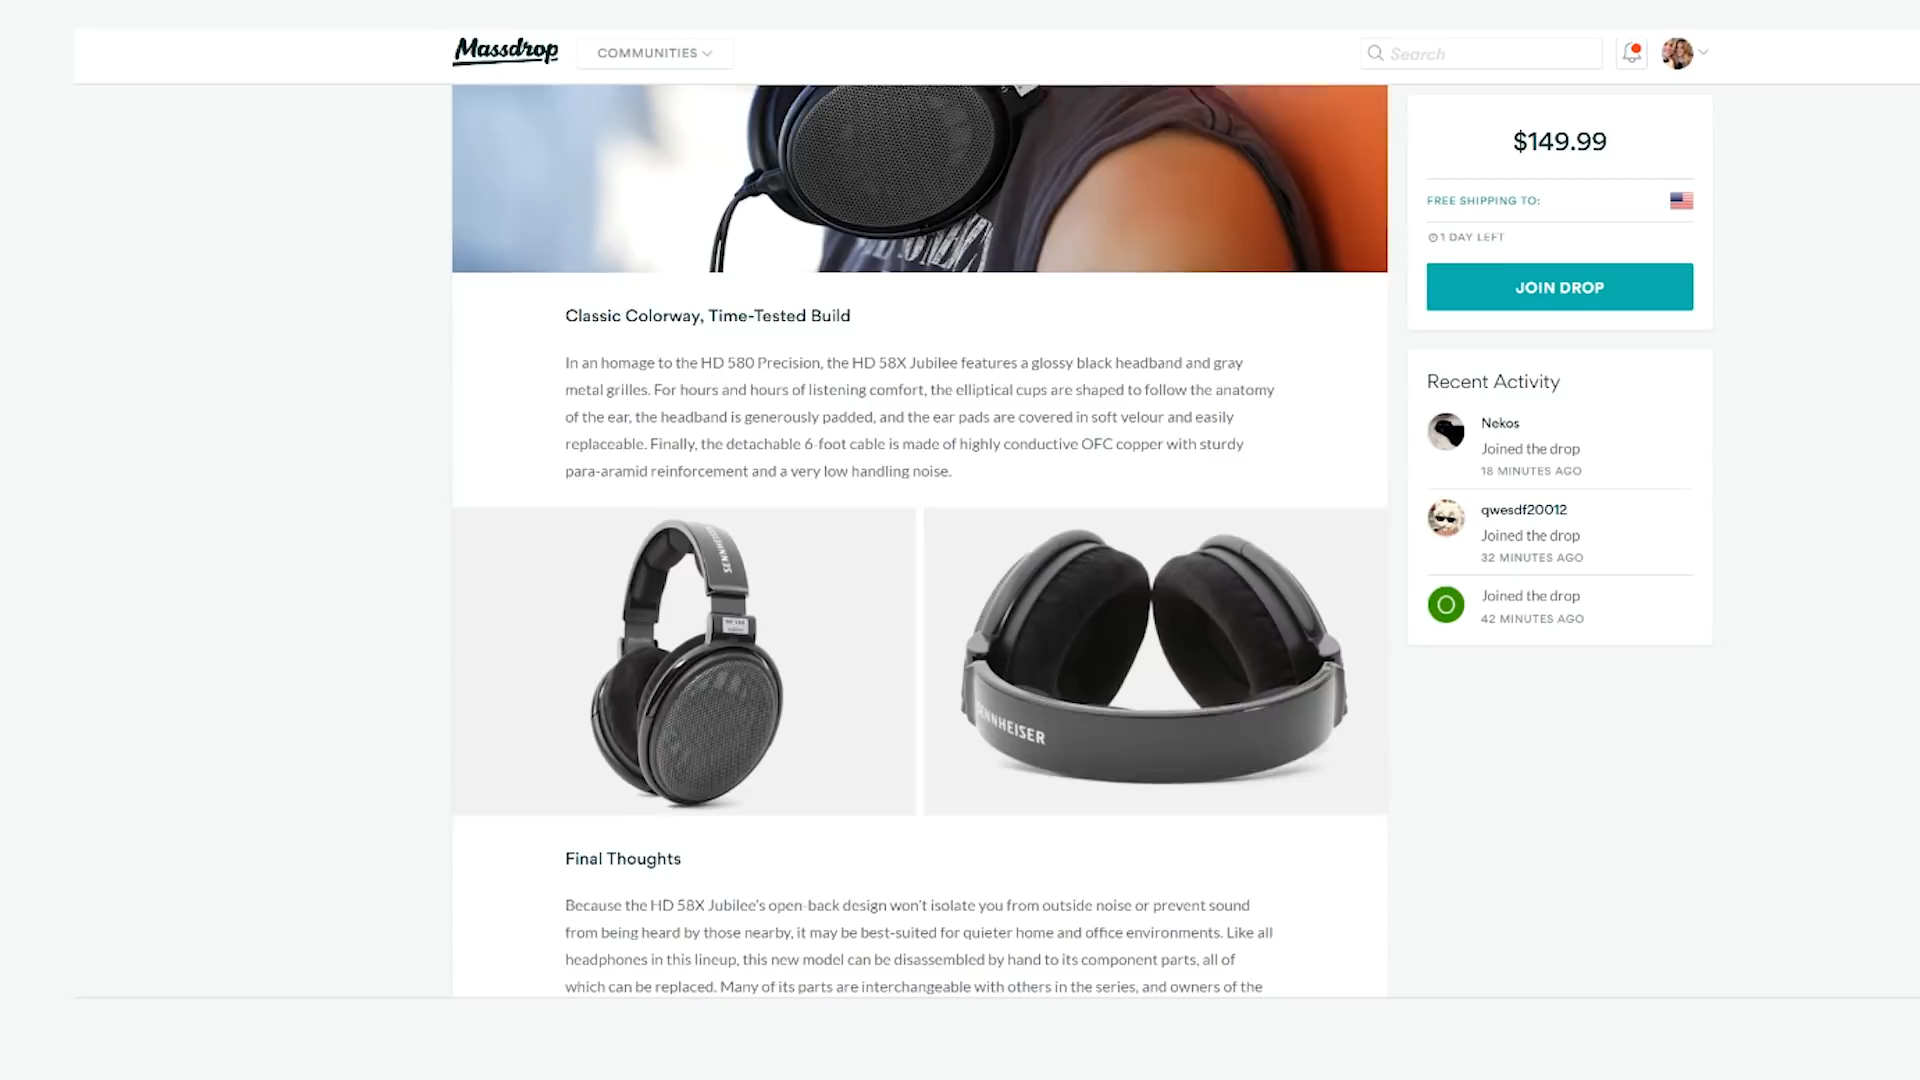 Massdrop
COMMUNITIES
Search
$149.99
FREE SHIPPING TO:
1 DAY LEFT
JOIN DROP
Classic Colorway, Time-Tested Build
In an homage to the HD 580 Precision, the HD 58X Jubilee features a glossy black headband and gray
metal grilles. For hours and hours of listening comfort, the elliptical cups are shaped to follow the anatomy
of the ear, the headband is generously padded, and the ear pads are covered in soft velour and easily
replaceable. Finally, the detachable 6-foot cable is made of highly conductive OFC copper with sturdy
para-aramid reinforcement and a very low handling noise.
Recent Activity
Nekos
Joined the drop
18 MINUTES AGO
qwesdf20012
Joined the drop
32 MINUTES AGO
O
Joined the drop
42 MINUTES AGO
SENNHEISER
SENNHEISER
Final Thoughts
Because the HD 58X Jubilee's open-back design won't isolate you from outside noise or prevent sound
from being heard by those nearby, it may be best-suited for quieter home and office environments. Like all
headphones in this lineup, this new model can be disassembled by hand to its component parts, all of
which can be replaced. Many of its parts are interchangeable with others in the series, and owners of the